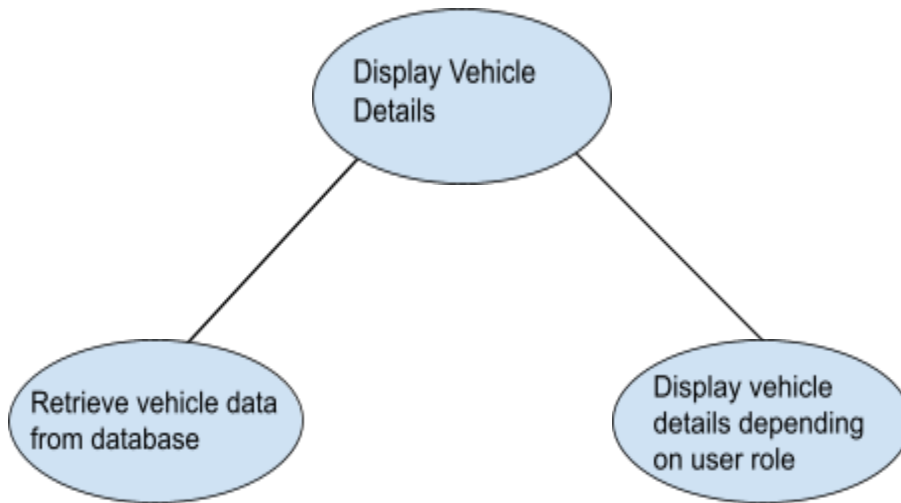 Display Vehicle
Details
Retrieve vehicle data
from database
Display vehicle
details depending
on user role